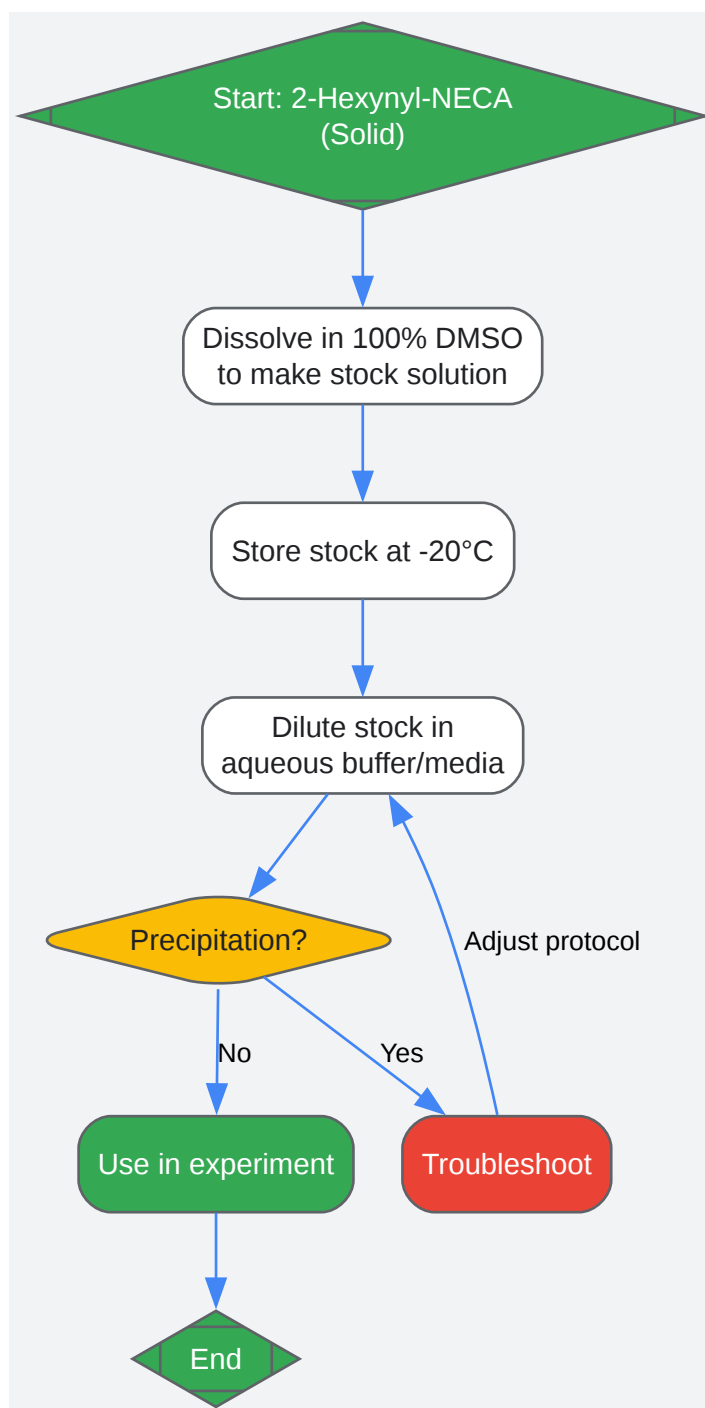 Start: 2-Hexynyl-NECA
(Solid)
Dissolve in 100% DMSO
to make stock solution
Store stock at -20°C
Dilute stock in
aqueous buffer/media
Precipitation?
Adjust protocol
No
Yes
Use in experiment
Troubleshoot
End